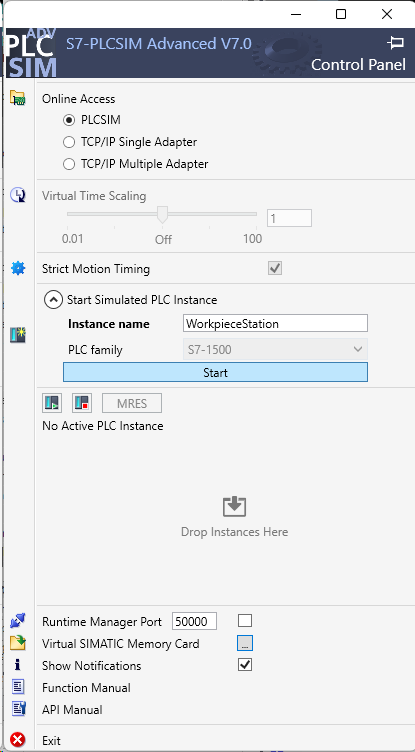 ADV
PLC
SIM
S7-PLCSIM Advanced V7.0
Control Panel
Online Access
PLCSIM
TCP/IP Single Adapter
TCP/IP Multiple Adapter
Virtual Time Scaling
1
0.01 Off 100
Strict Motion Timing
Start Simulated PLC Instance
Instance name WorkpieceStation
PLC family S7-1500
Start
MRES
No Active PLC Instance
Drop Instances Here
Runtime Manager Port 50000
Virtual SIMATIC Memory Card ...
Show Notifications
Function Manual
API Manual
Exit